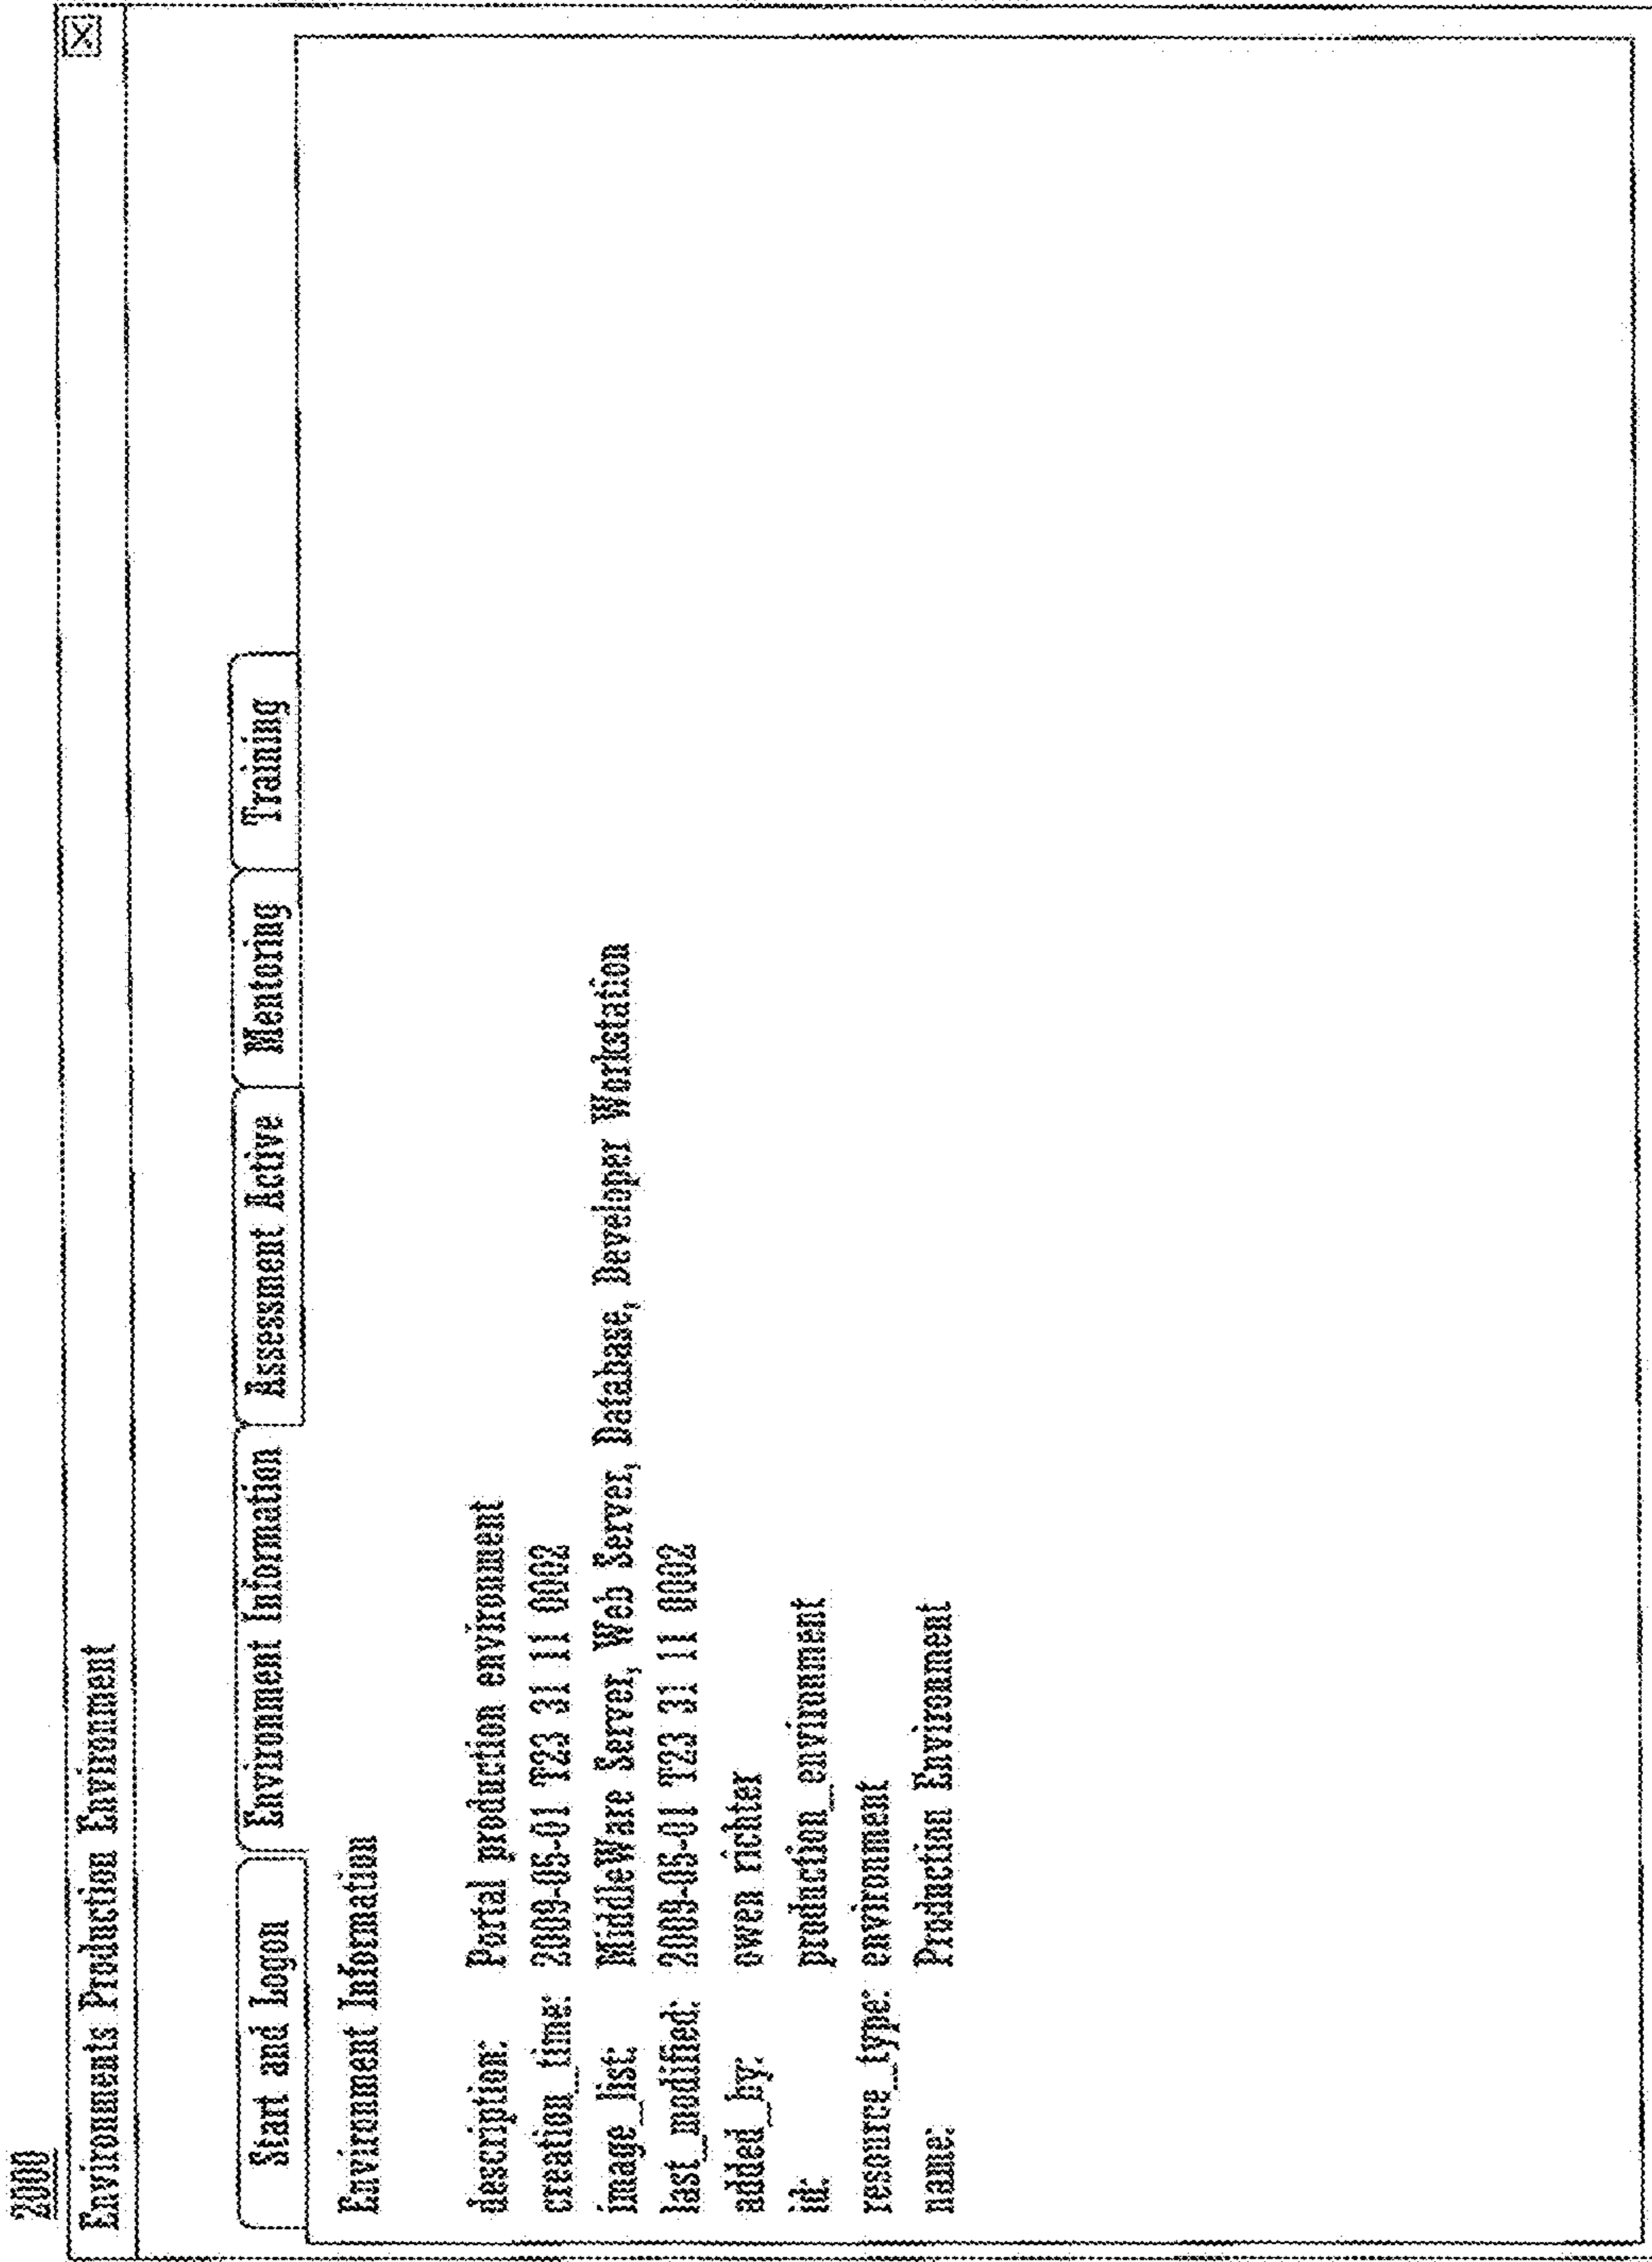 2000
Environments Production Environment
X
Start and Logon Environment Information Assessment Active Mentoring Training
Environment Information
description: Portal production environment
creation_time: 2009-05-01 T23 31 11 0002
image_list: MiddleWare Server, Web Server, Database, Developer Workstation
last_modified: 2009-05-01 T23 31 11 0002
added_by: owen richter
id: production_environment
resource_type: environment
name: Production Environment